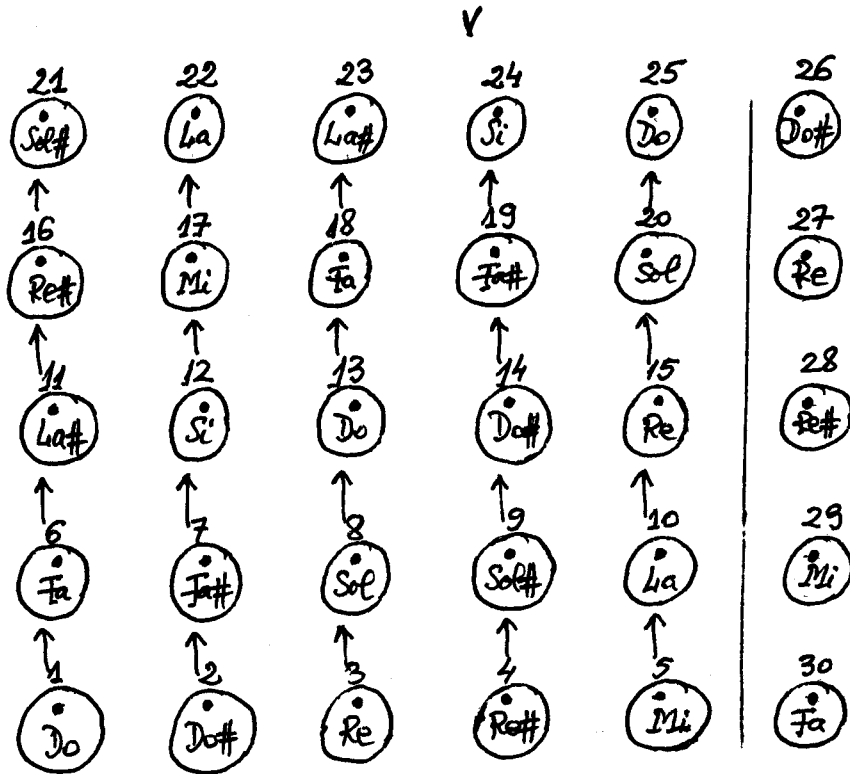 V
21 22 23 24 25 26
Sol# La La# Si Do Do#
16 17 18 19 20 27
Re# Mi Fa Fa# Sol Re
11 12 13 14 15 28
La# Si Do Do# Re Re#
6 7 8 9 10 29
Fa Fa# Sol Sol# La Mi
1 2 3 4 5 30
Do Do# Re Re# Mi Fa